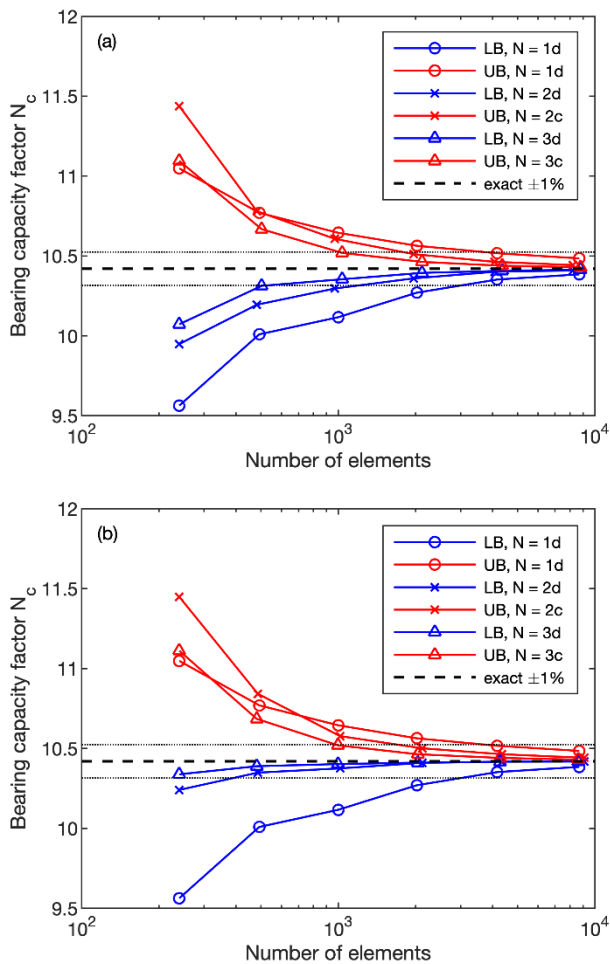 12
(a)
LB, N = 1d
UB, N = 1d
LB, N = 2d
UB, N = 2c
LB, N = 3d
UB, N = 3c
exact ±1%
11.5
11
10.5
10
9.5
Bearing capacity factor N_c
10^2
10^3
10^4
Number of elements
12
(b)
LB, N = 1d
UB, N = 1d
LB, N = 2d
UB, N = 2c
LB, N = 3d
UB, N = 3c
exact ±1%
11.5
11
10.5
10
9.5
Bearing capacity factor N_c
10^2
10^3
10^4
Number of elements